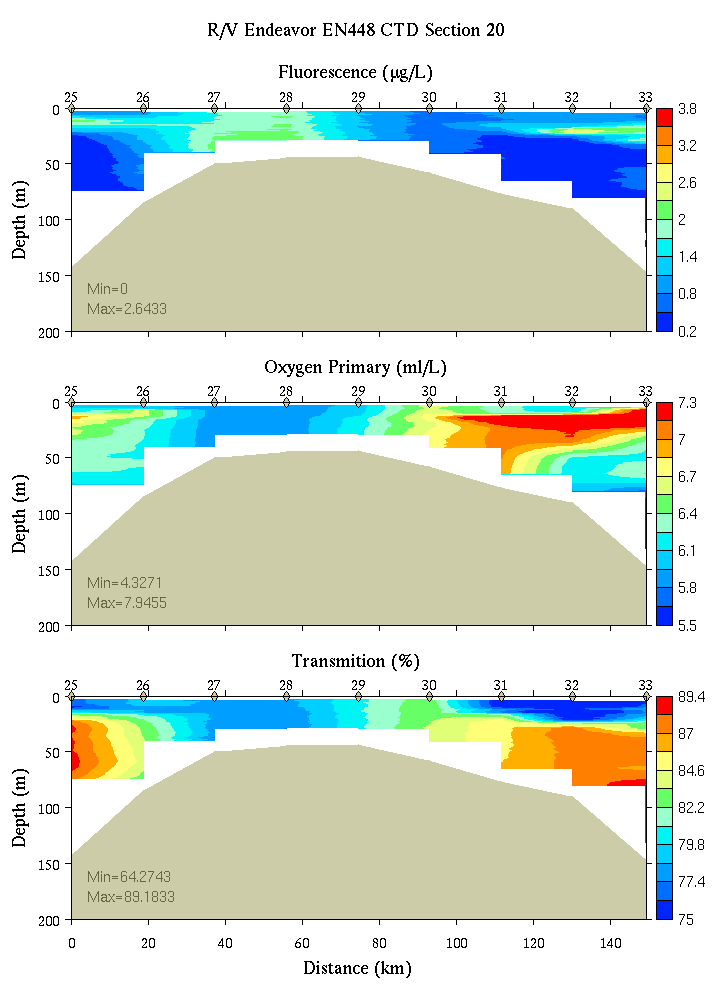 R/V Endeavor EN448 CTD Section 20
Fluorescence (µg/L)
25 26 27 28 29 30 31 32 33
0 50 100 150 200
Depth (m)
Min=0
Max=2.6433
3.8 3.2 2.6 2 1.4 0.8 0.2
Oxygen Primary (ml/L)
25 26 27 28 29 30 31 32 33
0 50 100 150 200
Depth (m)
Min=4.3271
Max=7.9455
7.3 7 6.7 6.4 6.1 5.8 5.5
Transmition (%)
25 26 27 28 29 30 31 32 33
0 50 100 150 200
Depth (m)
Min=64.2743
Max=89.1833
89.4 87 84.6 82.2 79.8 77.4 75
0 20 40 60 80 100 120 140
Distance (km)